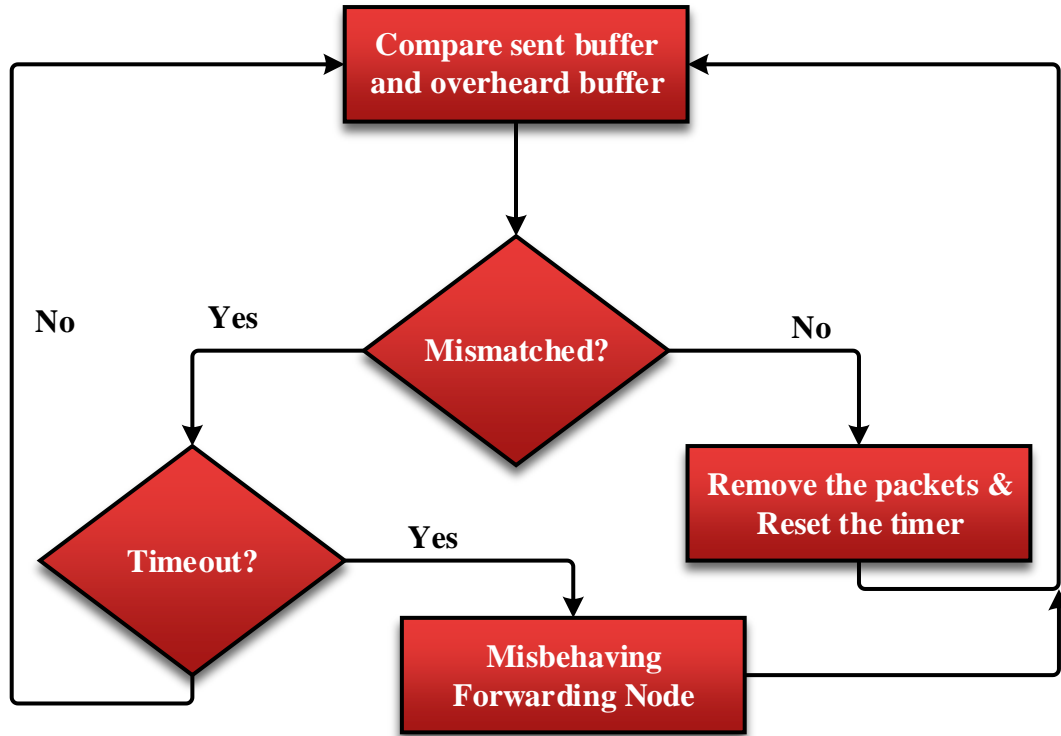 Compare sent buffer
and overheard buffer
No
Yes
Mismatched?
No
Remove the packets &
Reset the timer
Timeout?
Yes
Misbehaving
Forwarding Node